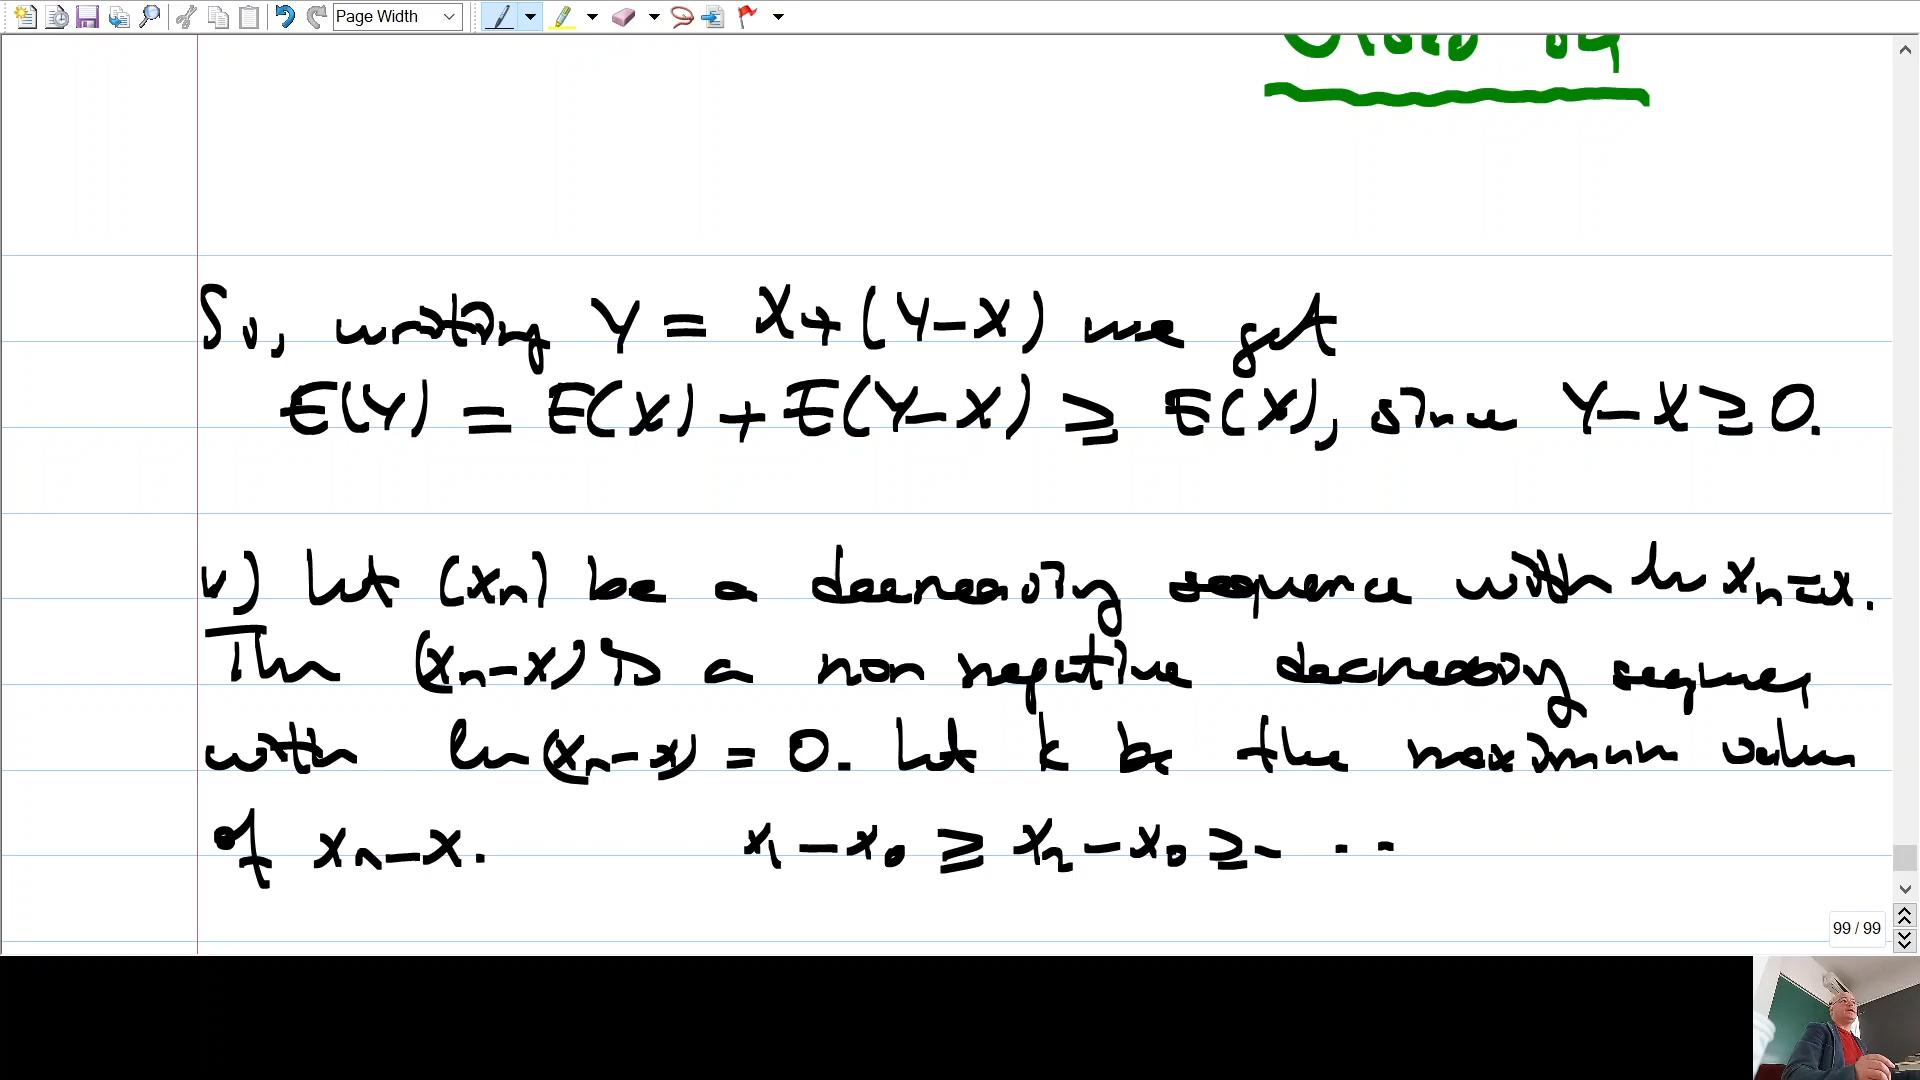 Page Width
So, writing Y = X+(Y-X) we get
E(Y) = E(X) + E(Y-X) ≥ E(X), since Y-X ≥ 0.
v) Let (xn) be a decreasing sequence with lim xn = x.
Then (xn-x) is a non negative decreasing sequence
with lim (xn-x) = 0. Let k be the maximum value
of xn-x. x1-x0 ≥ x2-x0 ≥ - - -
99 / 99